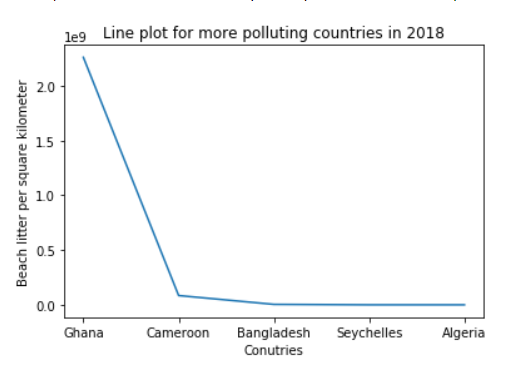 Line plot for more polluting countries in 2018
1e9
2.0
1.5
1.0
0.5
0.0
Beach litter per square kilometer
Ghana Cameroon Bangladesh Seychelles Algeria
Conutries